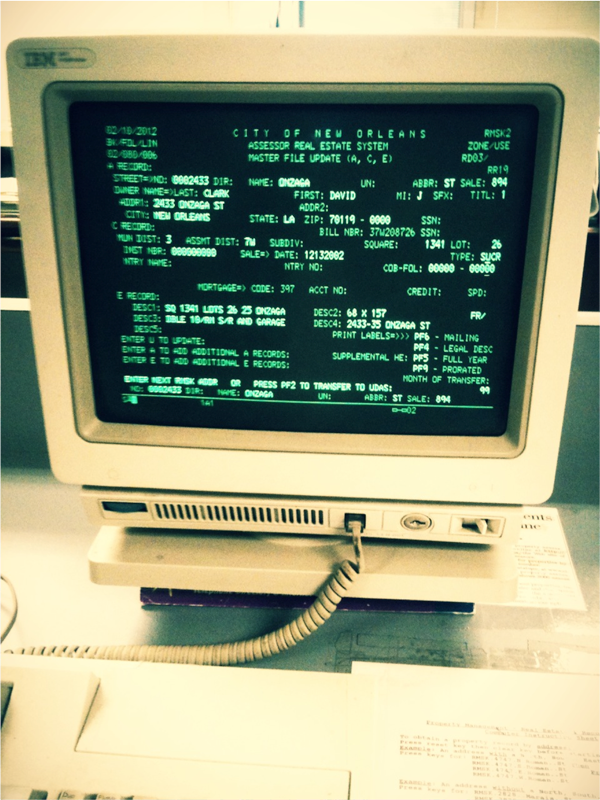 IBM
02/10/2012 CITY OF NEW ORLEANS RMSK2
BK/FOL/LIN ASSESSOR REAL ESTATE SYSTEM ZONE/USE
02/080/006 MASTER FILE UPDATE (A, C, E) RD03/
A RECORD: RR19
STREET=>NO: 0002433 DIR: NAME: ONZAGA UN: ABBR: ST SALE: 894
OWNER NAME=>LAST: CLARK FIRST: DAVID MI: J SFX: TITL: 1
ADDR1: 2433 ONZAGA ST ADDR2:
CITY: NEW ORLEANS STATE: LA ZIP: 70119 - 0000 SSN:
C RECORD: BILL NBR: 37W208726 SSN:
MUN DIST: 3 ASSMT DIST: 7W SUBDIV: SQUARE: 1341 LOT: 26
INST NBR: 000000000 SALE=> DATE: 12132002 TYPE: SUCR
NTRY NAME: NTRY NO: COB-FOL: 00000 - 00000
MORTGAGE=> CODE: 397 ACCT NO: CREDIT: SPD:
E RECORD:
DESC1: SQ 1341 LOTS 26 25 ONZAGA DESC2: 68 X 157 FR/
DESC3: DBLE 10/RM S/R AND GARAGE DESC4: 2433-35 ONZAGA ST
DESC5: PRINT LABELS=>>> PF6 - MAILING
ENTER U TO UPDATE: PF4 - LEGAL DESC
ENTER A TO ADD ADDITIONAL A RECORDS: SUPPLEMENTAL HE: PF5 - FULL YEAR
ENTER E TO ADD ADDITIONAL E RECORDS: PF9 - PRORATED
MONTH OF TRANSFER:
ENTER NEXT RMSK ADDR OR PRESS PF2 TO TRANSFER TO UDAS: 99
NO: 0002433 DIR: NAME: ONZAGA UN: ABBR: ST SALE: 894